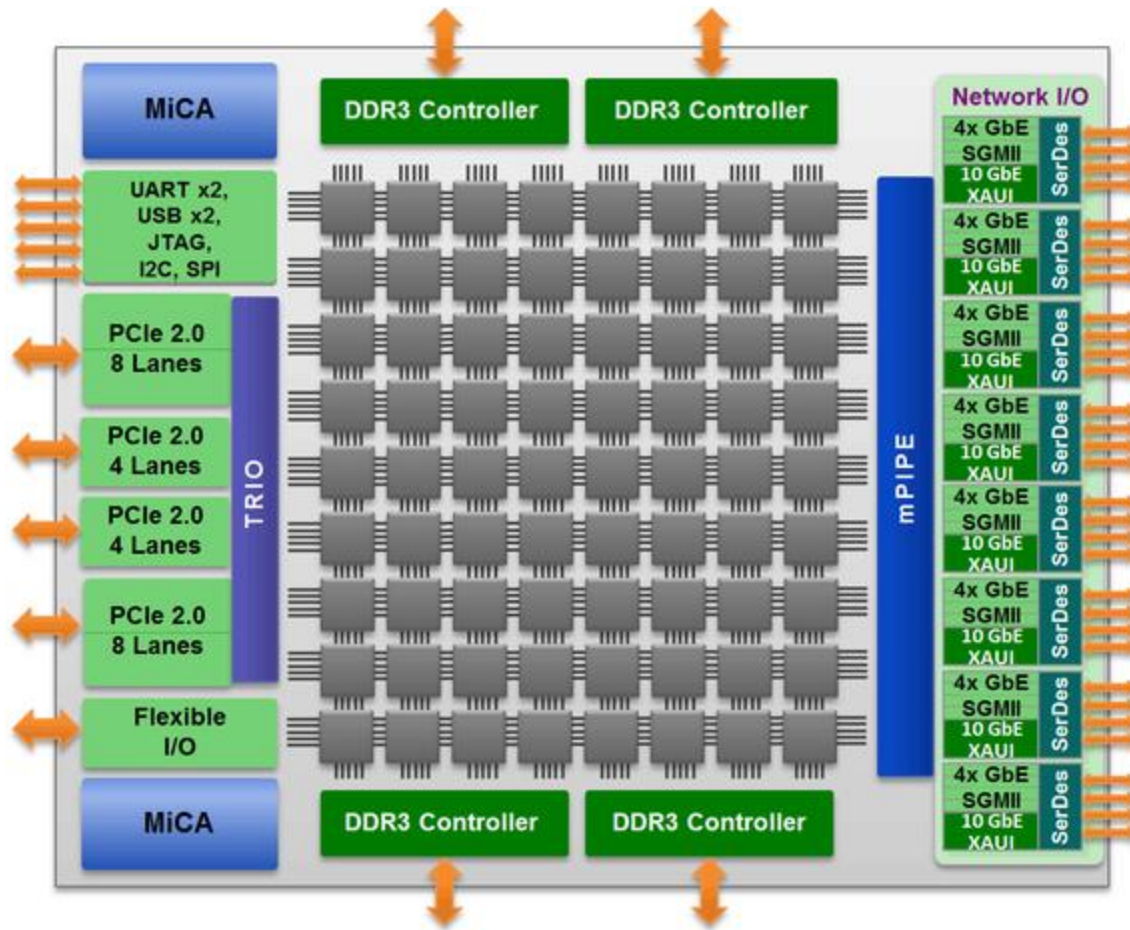 MiCA
UART x2,
USB x2,
JTAG,
I2C, SPI
PCIe 2.0
8 Lanes
PCIe 2.0
4 Lanes
PCIe 2.0
4 Lanes
PCIe 2.0
8 Lanes
TRIO
Flexible
I/O
MiCA
DDR3 Controller
DDR3 Controller
DDR3 Controller
DDR3 Controller
mPIPE
Network I/O
4x GbE
SGMII
10 GbE
XAUI
SerDes
4x GbE
SGMII
10 GbE
XAUI
SerDes
4x GbE
SGMII
10 GbE
XAUI
SerDes
4x GbE
SGMII
10 GbE
XAUI
SerDes
4x GbE
SGMII
10 GbE
XAUI
SerDes
4x GbE
SGMII
10 GbE
XAUI
SerDes
4x GbE
SGMII
10 GbE
XAUI
SerDes
4x GbE
SGMII
10 GbE
XAUI
SerDes